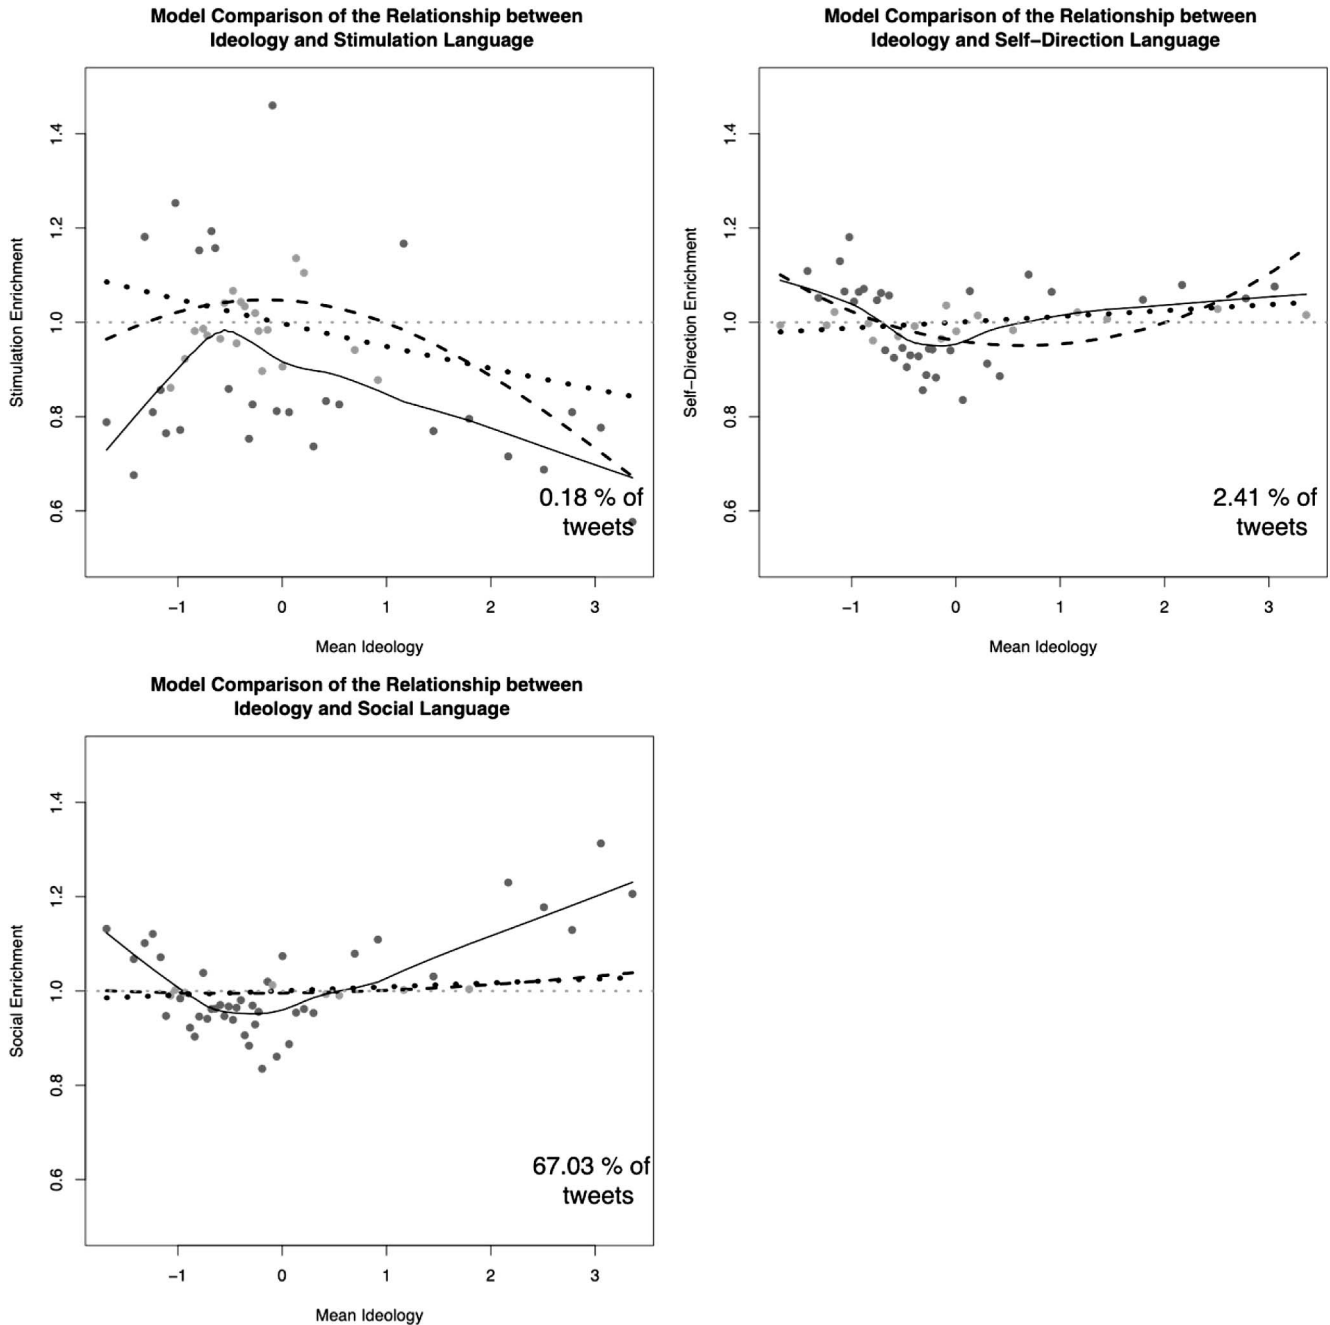 Model Comparison of the Relationship between
Ideology and Stimulation Language
Stimulation Enrichment
1.4
1.2
1.0
0.8
0.6
0.18 % of
tweets
−1 0 1 2 3
Mean Ideology
Model Comparison of the Relationship between
Ideology and Self−Direction Language
Self−Direction Enrichment
1.4
1.2
1.0
0.8
0.6
2.41 % of
tweets
−1 0 1 2 3
Mean Ideology
Model Comparison of the Relationship between
Ideology and Social Language
Social Enrichment
1.4
1.2
1.0
0.8
0.6
67.03 % of
tweets
−1 0 1 2 3
Mean Ideology